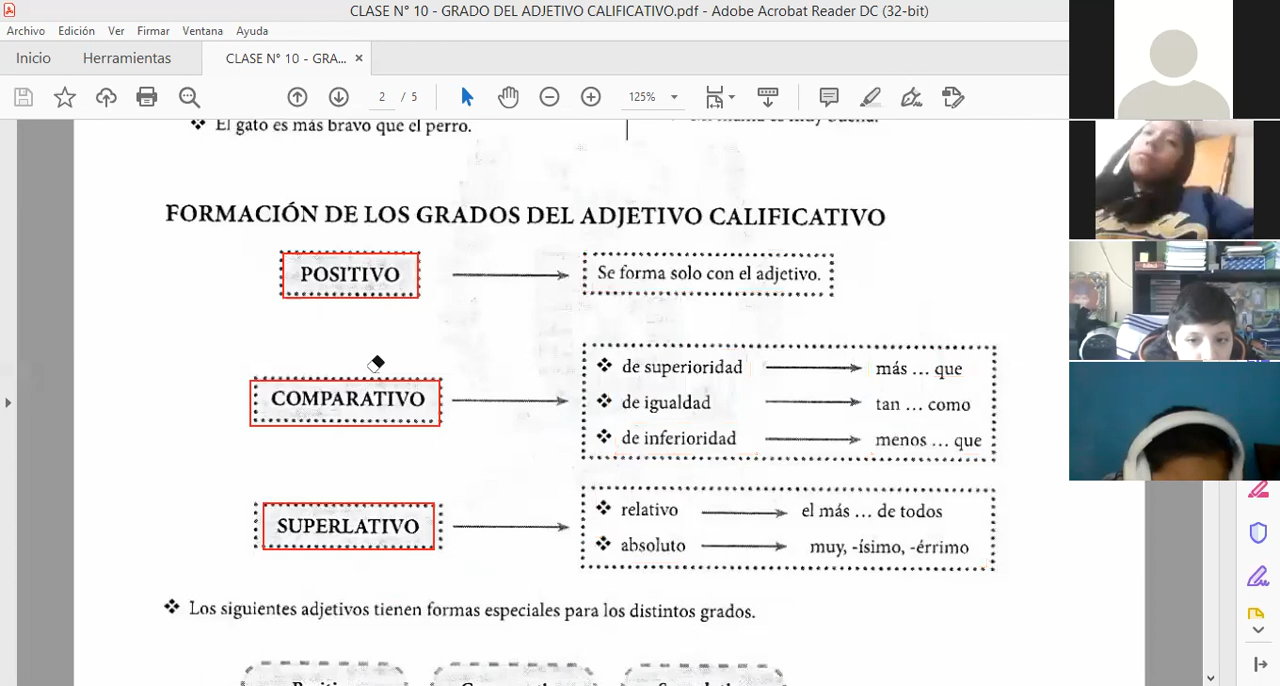 CLASE N° 10 - GRADO DEL ADJETIVO CALIFICATIVO.pdf - Adobe Acrobat Reader DC (32-bit)
Archivo Edición Ver Firmar Ventana Ayuda
Inicio Herramientas CLASE N° 10 - GRA... ×
2 / 5 125%
❖ El gato es más bravo que el perro.
FORMACIÓN DE LOS GRADOS DEL ADJETIVO CALIFICATIVO
POSITIVO Se forma solo con el adjetivo.
❖ de superioridad más ... que
COMPARATIVO ❖ de igualdad tan ... como
❖ de inferioridad menos ... que
❖ relativo el más ... de todos
SUPERLATIVO
❖ absoluto muy, -ísimo, -érrimo
❖ Los siguientes adjetivos tienen formas especiales para los distintos grados.